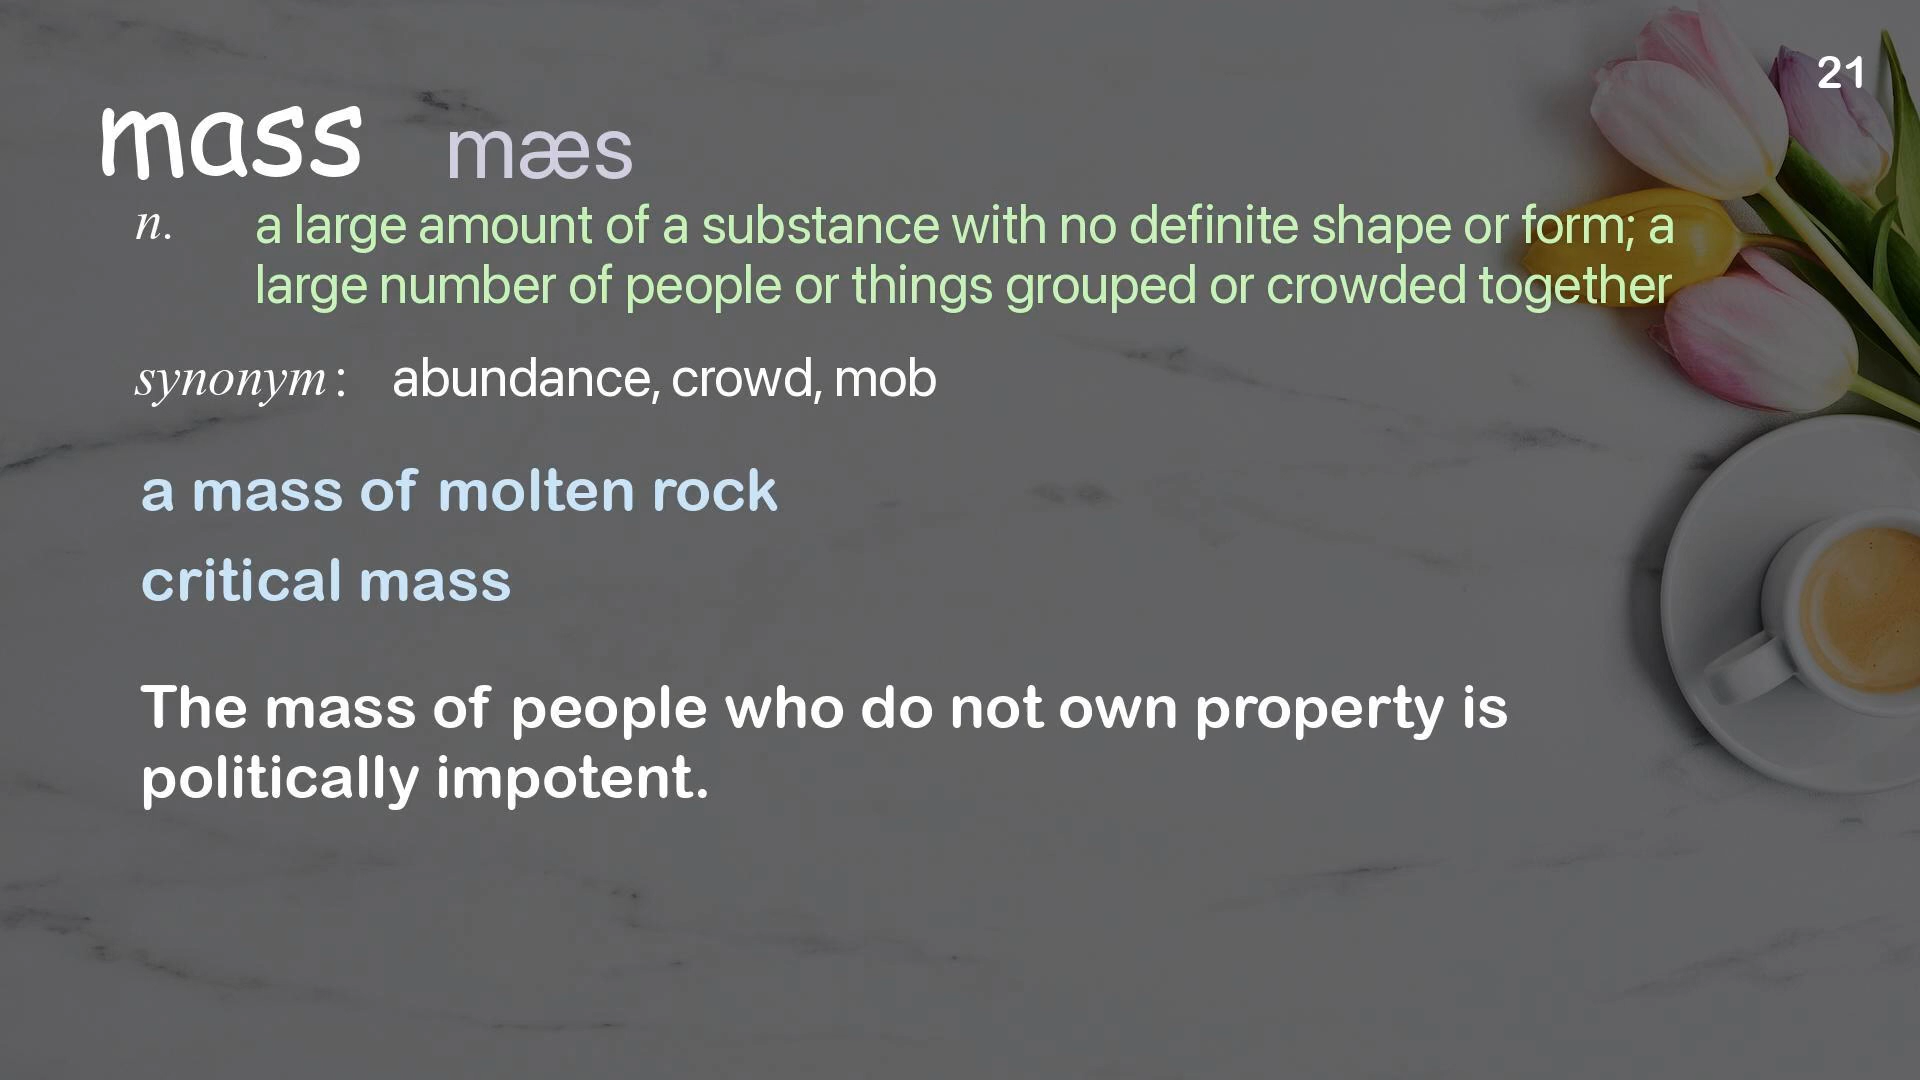 21
mass mæs
n. a large amount of a substance with no definite shape or form; a
large number of people or things grouped or crowded together
synonym: abundance, crowd, mob
a mass of molten rock
critical mass
The mass of people who do not own property is
politically impotent.